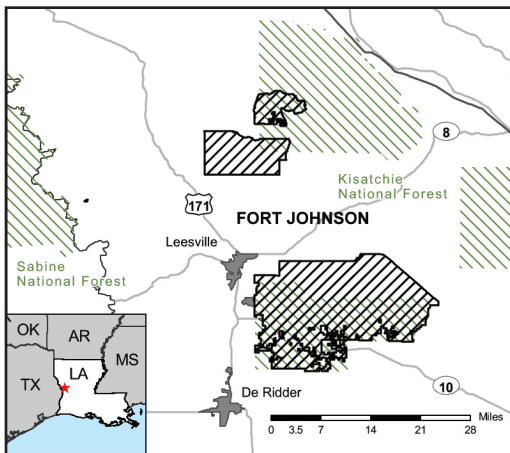 8
Kisatchie
National Forest
171
FORT JOHNSON
Leesville
Sabine
National Forest
OK
AR
MS
TX
LA
De Ridder
10
Miles
0 3.5 7 14 21 28